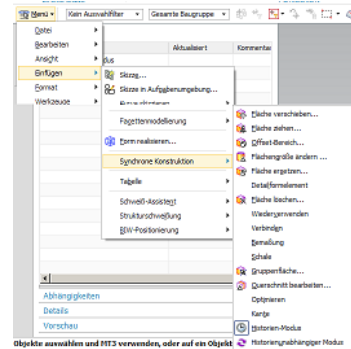 Menü Kein Auswahlfilter Gesamte Baugruppe
Datei
Bearbeiten
Ansicht
Einfügen
Format
Werkzeuge
Aktualisiert Kommentar
Skizze...
Skizze in Aufgabenumgebung...
Facettenmodellierung
Form realisieren...
Synchrone Konstruktion
Tabelle
Schweiß-Assistent
Strukturschweißung
BIW-Positionierung
Fläche verschieben...
Fläche ziehen...
Offset-Bereich...
Flächengröße ändern ...
Fläche ersetzen...
Detailformelement
Fläche löschen...
Wiederverwenden
Verbinden
Bemaßung
Schale
Gruppenfläche...
Querschnitt bearbeiten...
Optimieren
Kante
Historien-Modus
Historienunabhängiger Modus
Abhängigkeiten
Details
Vorschau
Objekte auswählen und MT3 verwenden, oder auf ein Objekt